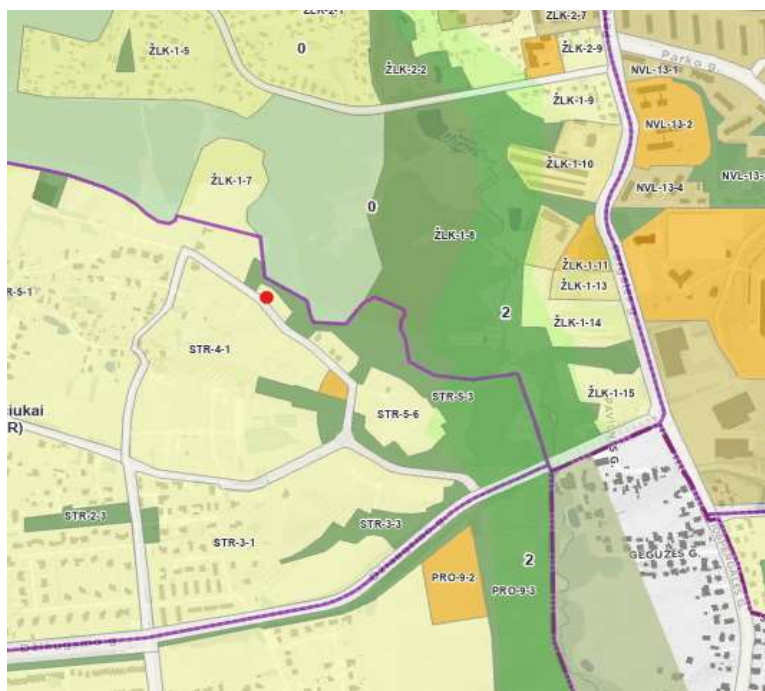 ŽLK-2-1
ŽLK-2-7
ŽLK-1-5
0
ŽLK-2-9
Parko g.
ŽLK-2-2
NVL-13-1
ŽLK-1-9
NVL-13-2
ŽLK-1-10
ŽLK-1-7
NVL-13-4
0
ŽLK-1-8
ŽLK-1-11
ŽLK-1-13
2
ŽLK-1-14
STR-4-1
ŽLK-1-15
STR-5-3
STR-5-6
R)
STR-2-3
STR-3-3
STR-3-1
GEGUŽĖS G.
2
PRO-9-2
PRO-9-3